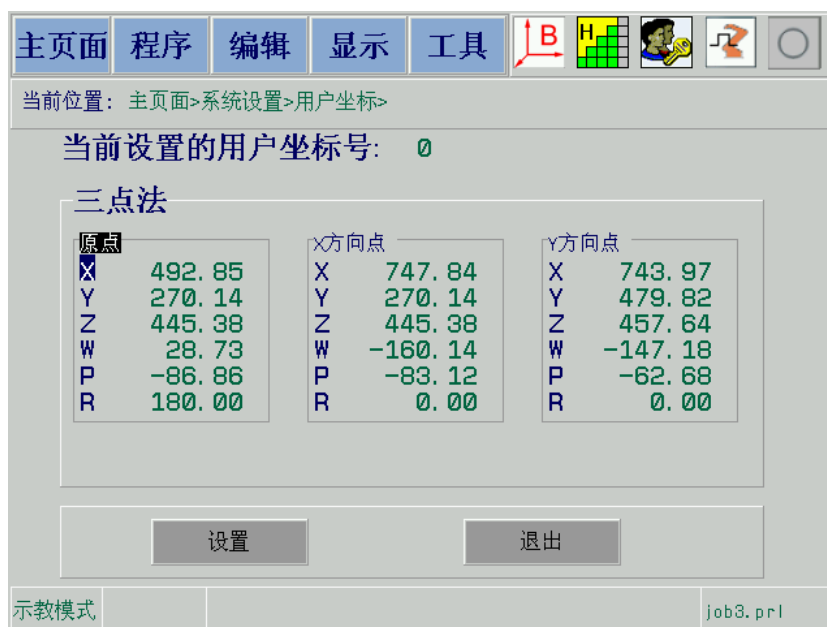 主页面 程序 编辑 显示 工具 B H
当前位置: 主页面>系统设置>用户坐标>
当前设置的用户坐标号: 0
三点法
原点 X方向点 Y方向点
X 492.85 X 747.84 X 743.97
Y 270.14 Y 270.14 Y 479.82
Z 445.38 Z 445.38 Z 457.64
W 28.73 W -160.14 W -147.18
P -86.86 P -83.12 P -62.68
R 180.00 R 0.00 R 0.00
设置 退出
示教模式 job3.prl